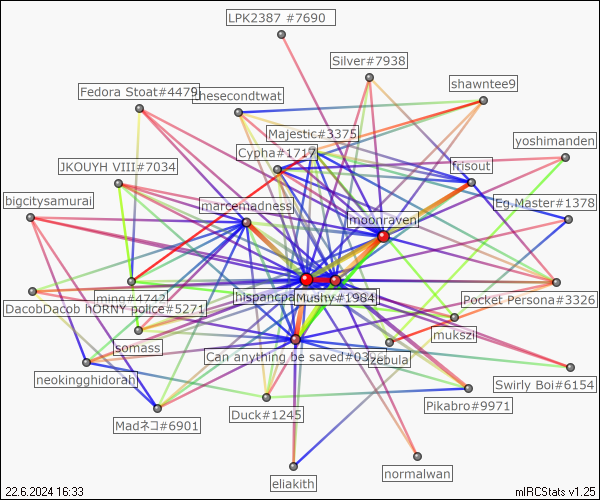 LPK2387 #7690
Silver#7938
shawntee9
Fedora Stoat#4479
thesecondtwat
Majestic#3375
yoshimanden
Cypha#1717
JKOUYH VIII#7034
frisout
bigcitysamurai
Eg.Master#1378
marcemadness
moonraven
hispancpa
Mushy#1984
ming#4742
Pocket Persona#3326
DacobDacob hORNY police#5271
mukszi
somass
Can anything be saved#03
zebula
neokingghidorah
Swirly Boi#6154
Pikabro#9971
Duck#1245
Madネコ#6901
normalwan
eliakith
22.6.2024 16:33
mIRCStats v1.25